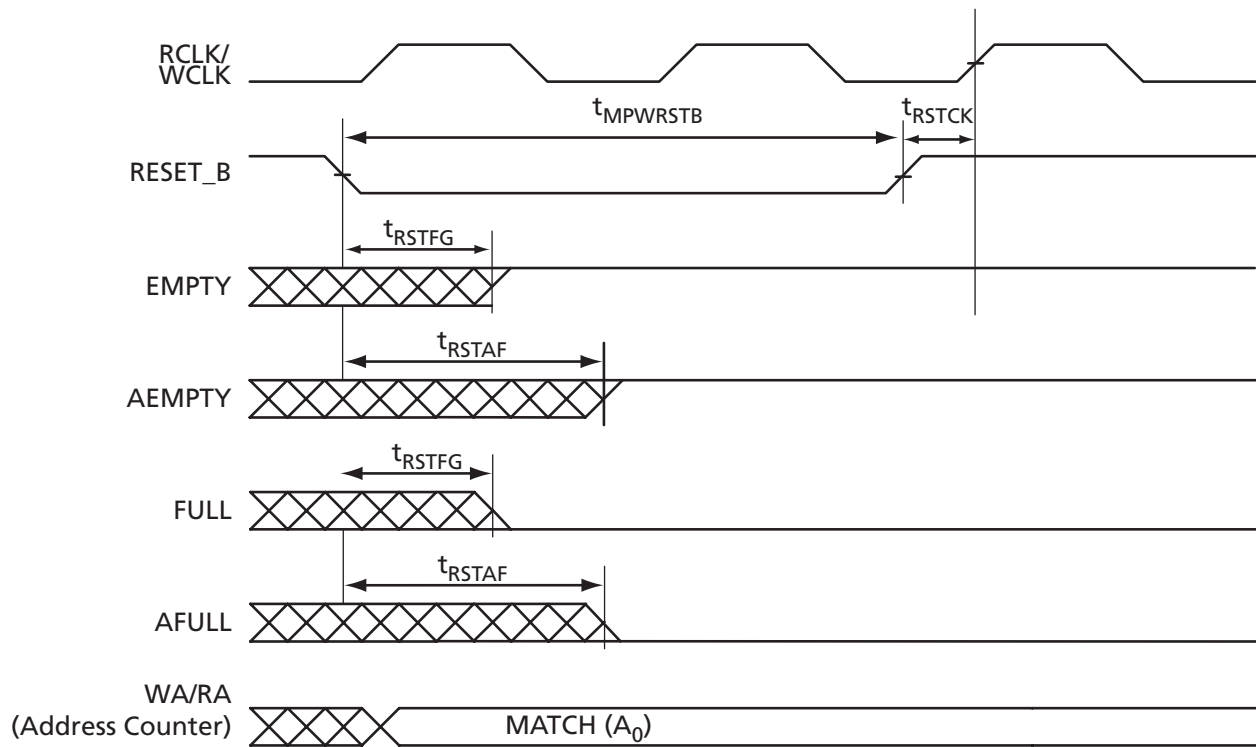 RCLK/
WCLK
tMPWRSTB
tRSTCK
RESET_B
tRSTFG
EMPTY
tRSTAF
AEMPTY
tRSTFG
FULL
tRSTAF
AFULL
WA/RA
(Address Counter)
MATCH (A0)